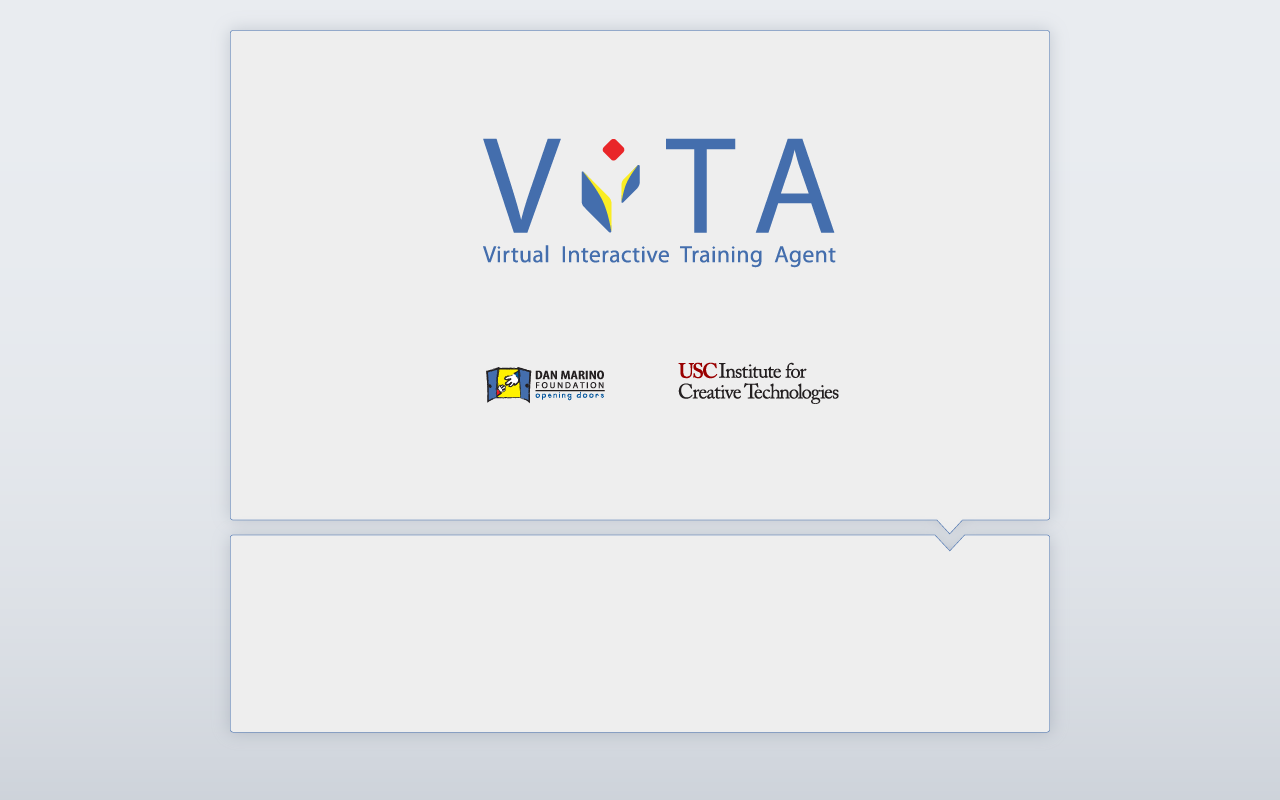 ViTA
Virtual Interactive Training Agent
DAN MARINO
FOUNDATION
opening doors
USC Institute for
Creative Technologies